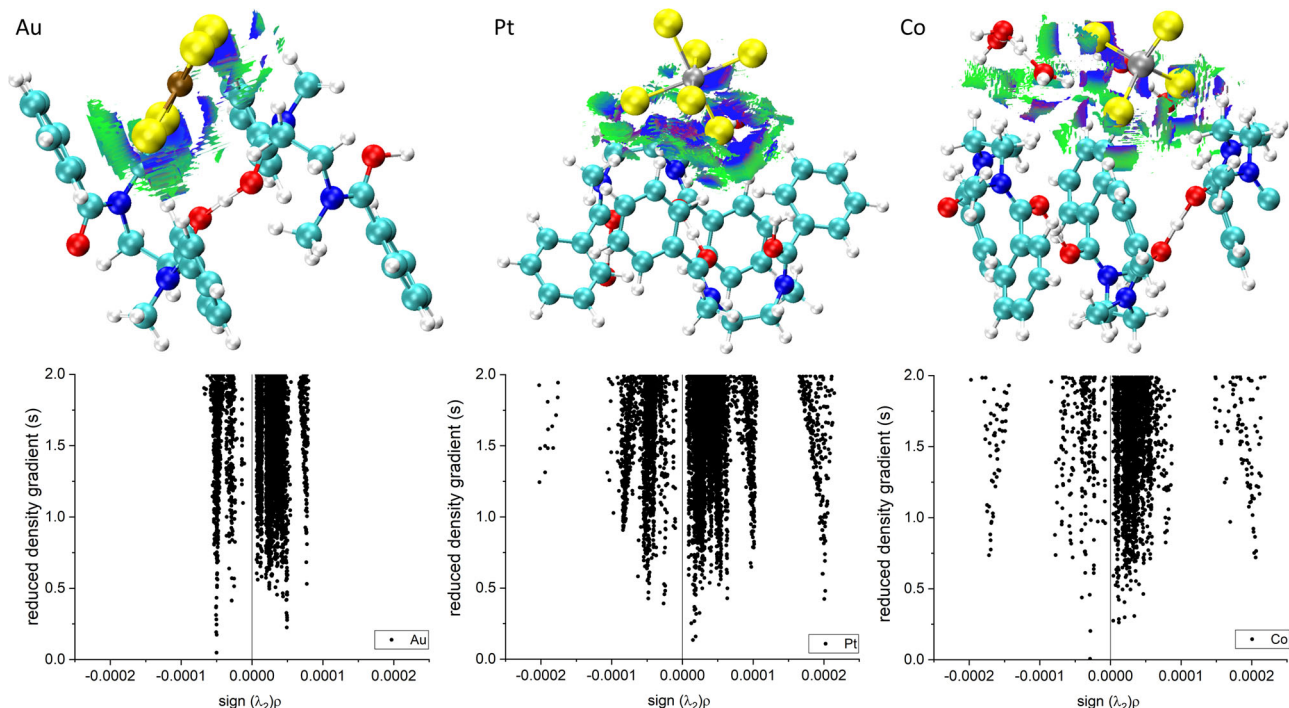 Au
Pt
Co
2.0
1.5
1.0
0.5
0.0
-0.0002
-0.0001
0.0000
0.0001
0.0002
reduced density gradient (s)
sign (λ₂)ρ
Au
2.0
1.5
1.0
0.5
0.0
-0.0002
-0.0001
0.0000
0.0001
0.0002
reduced density gradient (s)
sign (λ₂)ρ
Pt
2.0
1.5
1.0
0.5
0.0
-0.0002
-0.0001
0.0000
0.0001
0.0002
reduced density gradient (s)
sign (λ₂)ρ
Co